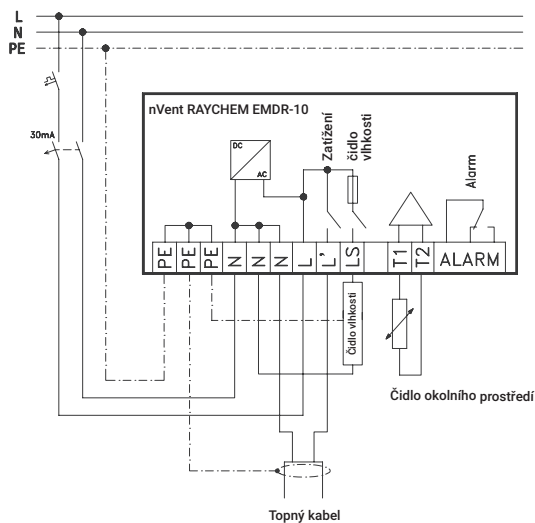 L
N
PE
30mA
nVent RAYCHEM EMDR-10
DC
AC
Zatížení
čidlo
vlhkosti
Alarm
PE
PE
PE
N
N
N
L
L'
LS
T1
T2
ALARM
Čidlo vlhkosti
Čidlo okolního prostředí
Topný kabel